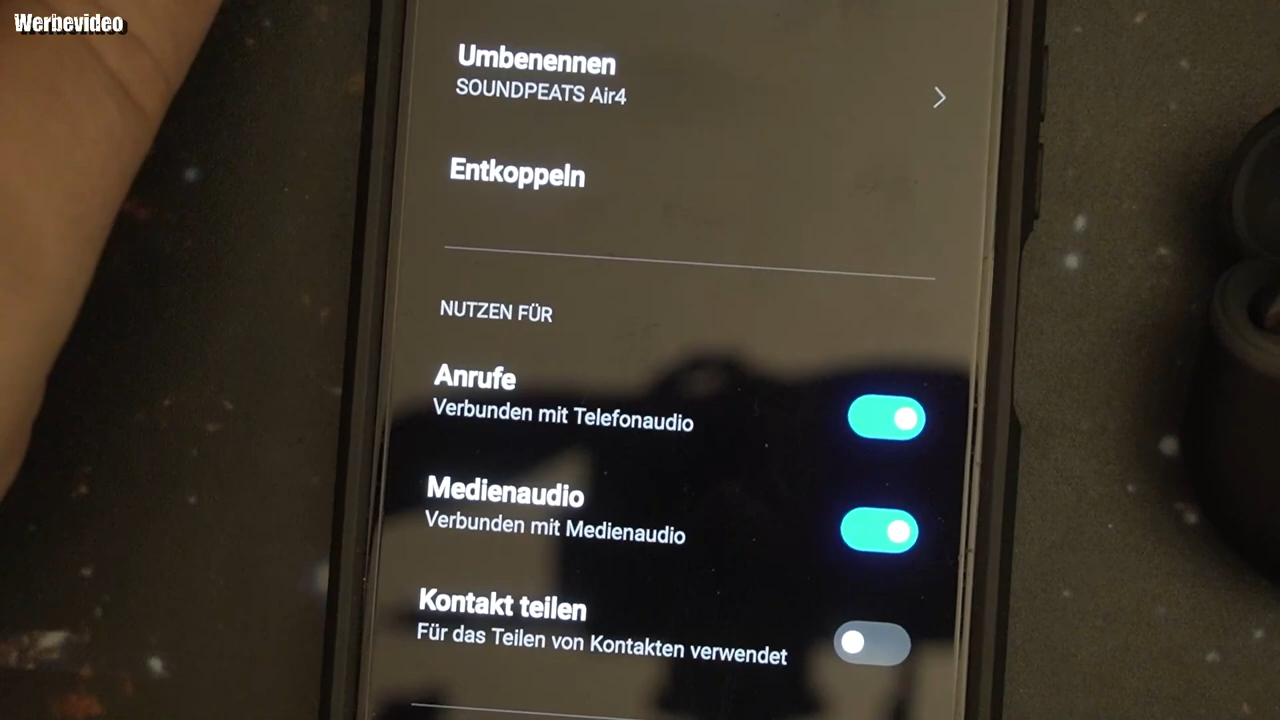 Werbevideo
Umbenennen
SOUNDPEATS Air4
Entkoppeln
NUTZEN FÜR
Anrufe
Verbunden mit Telefonaudio
Medienaudio
Verbunden mit Medienaudio
Kontakt teilen
Für das Teilen von Kontakten verwendet